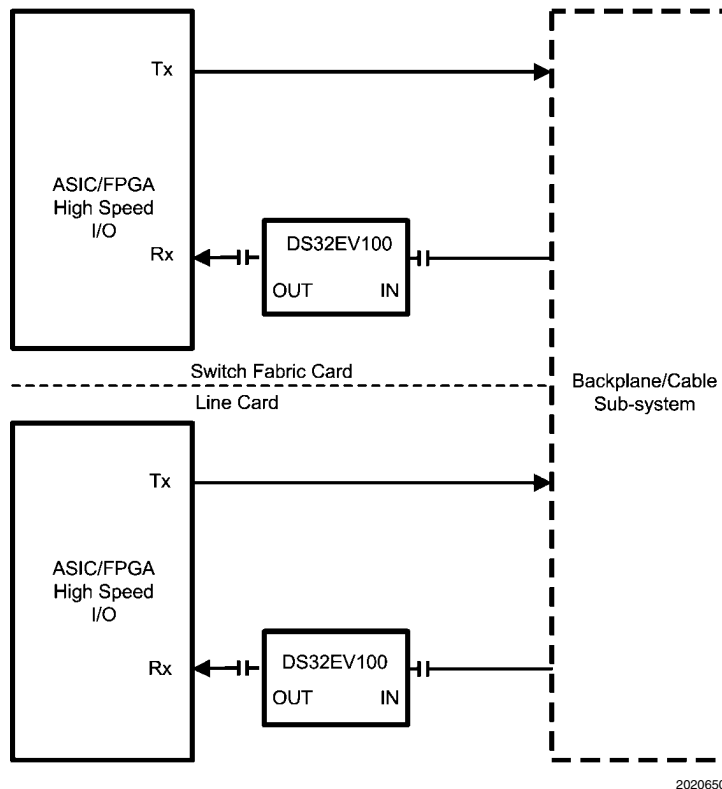 Tx
ASIC/FPGA
High Speed
I/O
Rx
DS32EV100
OUT IN
Switch Fabric Card
Line Card
Backplane/Cable
Sub-system
Tx
ASIC/FPGA
High Speed
I/O
Rx
DS32EV100
OUT IN
2020650